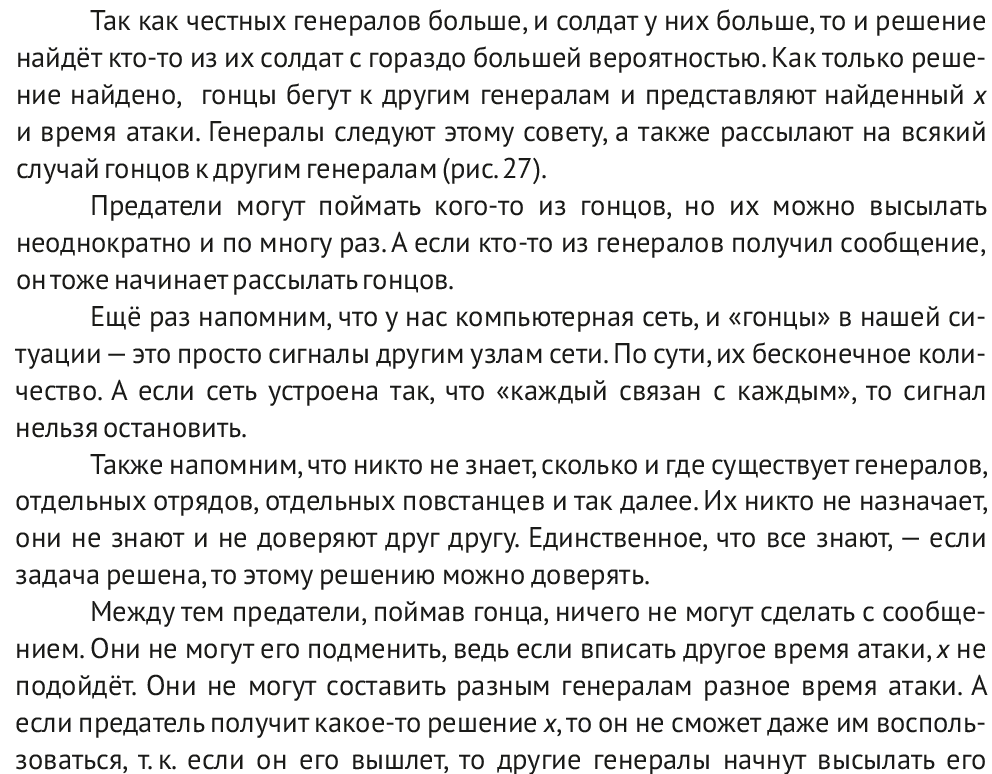 Так как честных генералов больше, и солдат у них больше, то и решение
найдёт кто-то из их солдат с гораздо большей вероятностью. Как только реше-
ние найдено, гонцы бегут к другим генералам и представляют найденный x
и время атаки. Генералы следуют этому совету, а также рассылают на всякий
случай гонцов к другим генералам (рис. 27).
Предатели могут поймать кого-то из гонцов, но их можно высылать
неоднократно и по многу раз. А если кто-то из генералов получил сообщение,
он тоже начинает рассылать гонцов.
Ещё раз напомним, что у нас компьютерная сеть, и «гонцы» в нашей си-
туации — это просто сигналы другим узлам сети. По сути, их бесконечное коли-
чество. А если сеть устроена так, что «каждый связан с каждым», то сигнал
нельзя остановить.
Также напомним, что никто не знает, сколько и где существует генералов,
отдельных отрядов, отдельных повстанцев и так далее. Их никто не назначает,
они не знают и не доверяют друг другу. Единственное, что все знают, — если
задача решена, то этому решению можно доверять.
Между тем предатели, поймав гонца, ничего не могут сделать с сообще-
нием. Они не могут его подменить, ведь если вписать другое время атаки, x не
подойдёт. Они не могут составить разным генералам разное время атаки. А
если предатель получит какое-то решение x, то он не сможет даже им восполь-
зоваться, т. к. если он его вышлет, то другие генералы начнут высылать его